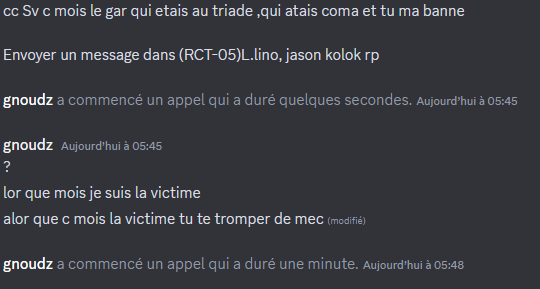 cc Sv c mois le gar qui etais au triade ,qui atais coma et tu ma banne
Envoyer un message dans (RCT-05)L.lino, jason kolok rp
gnoudz a commencé un appel qui a duré quelques secondes. Aujourd'hui à 05:45
gnoudz Aujourd'hui à 05:45
?
lor que mois je suis la victime
alor que c mois la victime tu te tromper de mec (modifié)
gnoudz a commencé un appel qui a duré une minute. Aujourd'hui à 05:48